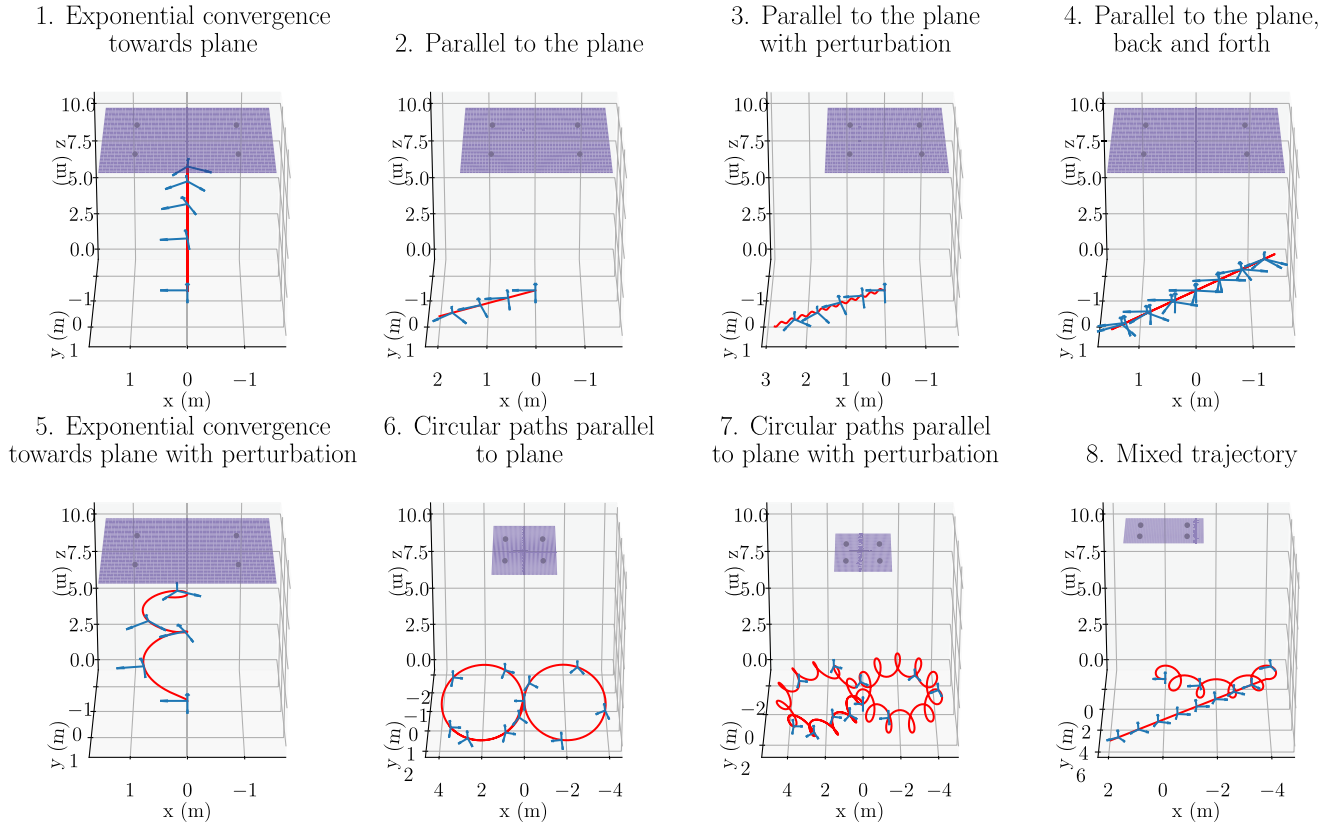 1. Exponential convergence
towards plane
2. Parallel to the plane
3. Parallel to the plane
with perturbation
4. Parallel to the plane,
back and forth
10.0
7.5
5.0
2.5
0.0
z (m)
−1
0
1
y (m)
1
0
−1
x (m)
10.0
7.5
5.0
2.5
0.0
z (m)
−1
0
1
y (m)
2
1
0
−1
x (m)
10.0
7.5
5.0
2.5
0.0
z (m)
−1
0
1
y (m)
3
2
1
0
−1
x (m)
10.0
7.5
5.0
2.5
0.0
z (m)
−1
0
1
y (m)
1
0
−1
x (m)
5. Exponential convergence
towards plane with perturbation
6. Circular paths parallel
to plane
7. Circular paths parallel
to plane with perturbation
8. Mixed trajectory
10.0
7.5
5.0
2.5
0.0
z (m)
−1
0
1
y (m)
1
0
−1
x (m)
10.0
7.5
5.0
2.5
0.0
z (m)
−2
−1
0
1
2
y (m)
4
2
0
−2
−4
x (m)
10.0
7.5
5.0
2.5
0.0
z (m)
−2
0
2
y (m)
4
2
0
−2
−4
x (m)
10.0
7.5
5.0
2.5
0.0
z (m)
0
2
4
6
y (m)
2
0
−2
−4
x (m)